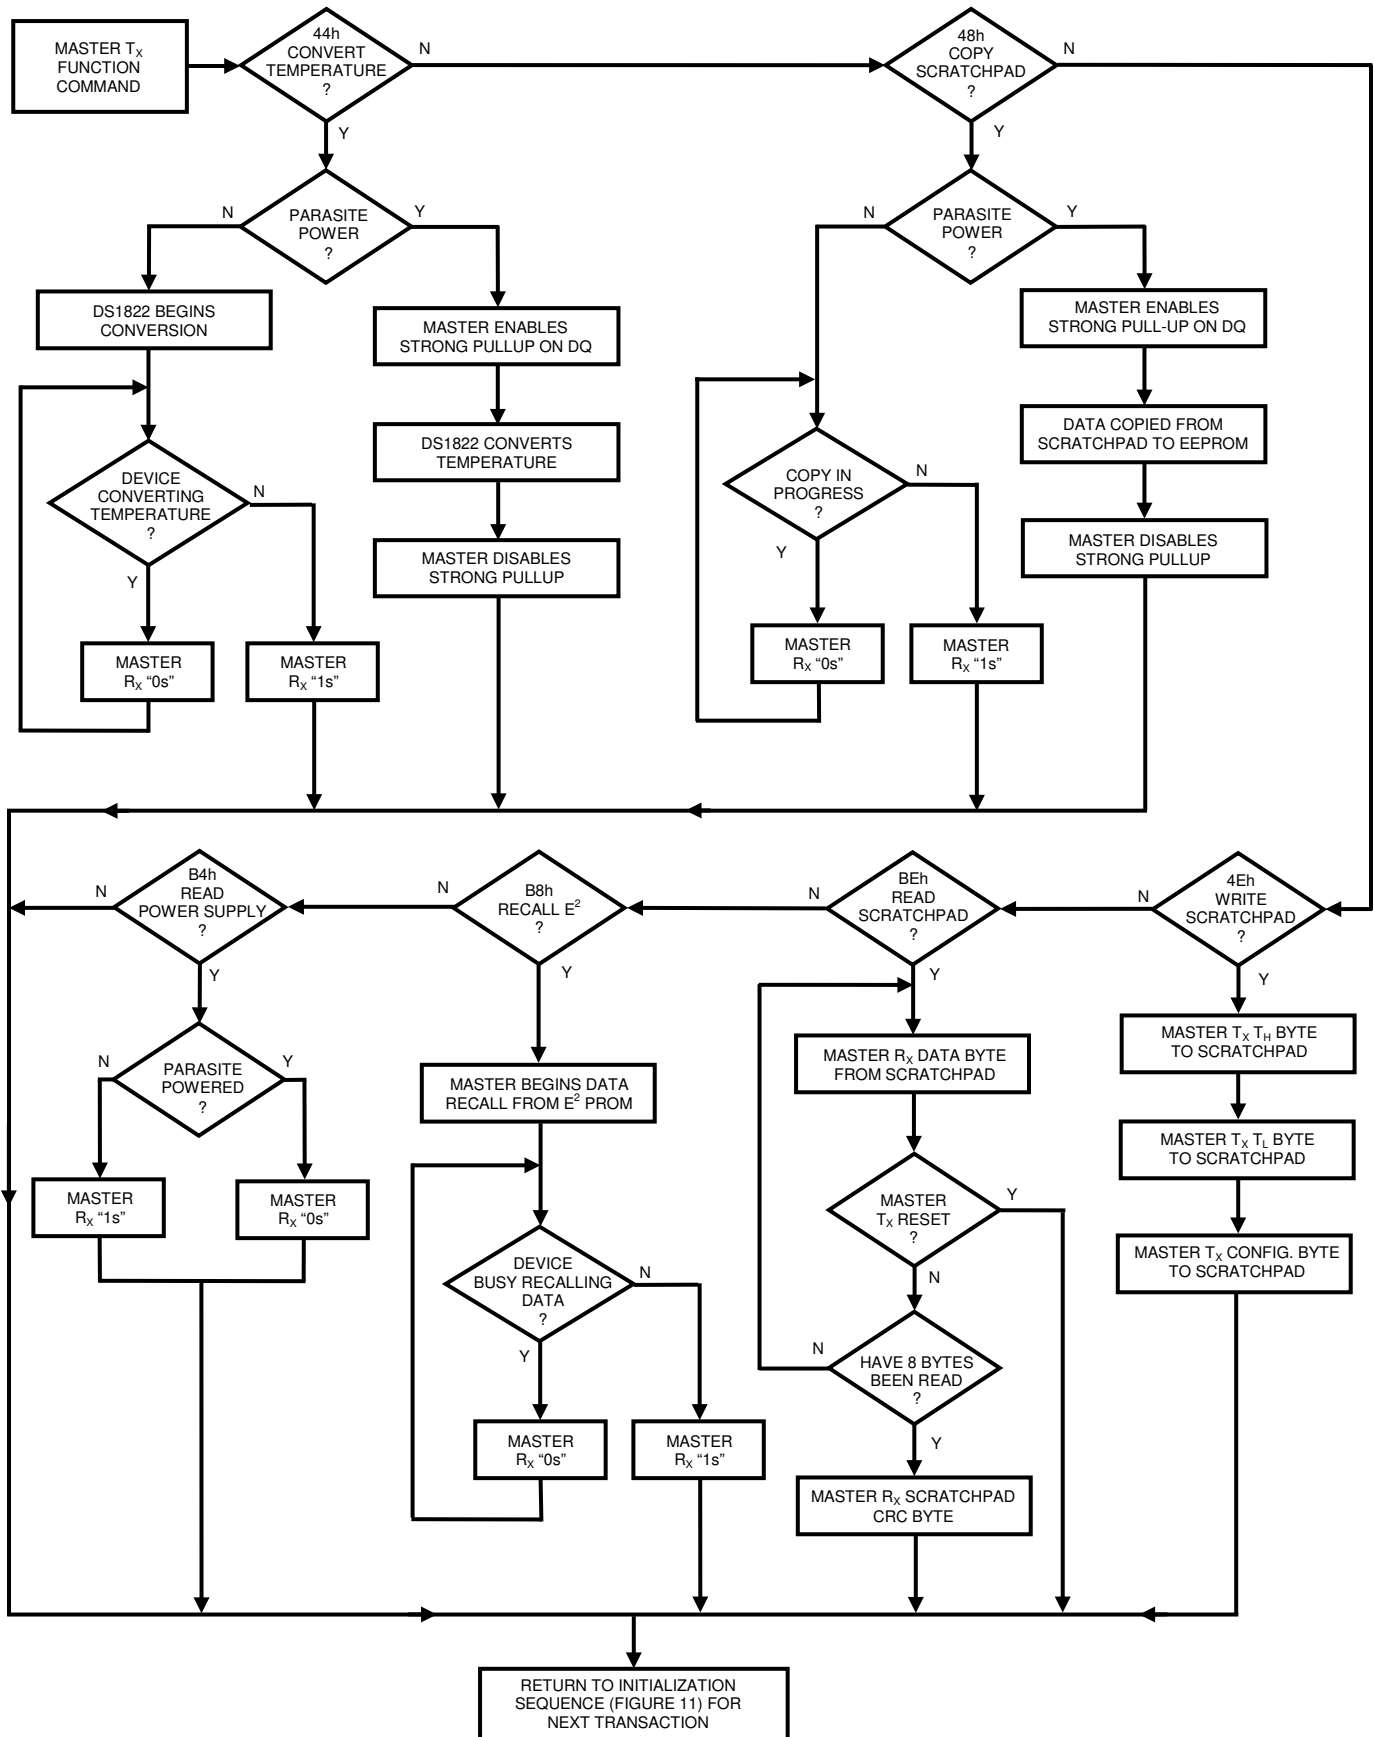 MASTER TX
FUNCTION
COMMAND
44h
CONVERT
TEMPERATURE
?
N
Y
48h
COPY
SCRATCHPAD
?
N
Y
PARASITE
POWER
?
N
Y
PARASITE
POWER
?
N
Y
DS1822 BEGINS
CONVERSION
MASTER ENABLES
STRONG PULLUP ON DQ
MASTER ENABLES
STRONG PULL-UP ON DQ
DS1822 CONVERTS
TEMPERATURE
DATA COPIED FROM
SCRATCHPAD TO EEPROM
DEVICE
CONVERTING
TEMPERATURE
?
N
Y
COPY IN
PROGRESS
?
N
Y
MASTER DISABLES
STRONG PULLUP
MASTER DISABLES
STRONG PULLUP
MASTER
RX “0s”
MASTER
RX “1s”
MASTER
RX “0s”
MASTER
RX “1s”
B4h
READ
POWER SUPPLY
?
N
Y
B8h
RECALL E2
?
N
Y
BEh
READ
SCRATCHPAD
?
N
Y
4Eh
WRITE
SCRATCHPAD
?
N
Y
PARASITE
POWERED
?
N
Y
MASTER
RX “1s”
MASTER
RX “0s”
MASTER BEGINS DATA
RECALL FROM E2 PROM
DEVICE
BUSY RECALLING
DATA
?
N
Y
MASTER
RX “0s”
MASTER
RX “1s”
MASTER RX DATA BYTE
FROM SCRATCHPAD
MASTER
TX RESET
?
Y
N
HAVE 8 BYTES
BEEN READ
?
N
Y
MASTER RX SCRATCHPAD
CRC BYTE
MASTER TX TH BYTE
TO SCRATCHPAD
MASTER TX TL BYTE
TO SCRATCHPAD
MASTER TX CONFIG. BYTE
TO SCRATCHPAD
RETURN TO INITIALIZATION
SEQUENCE (FIGURE 11) FOR
NEXT TRANSACTION